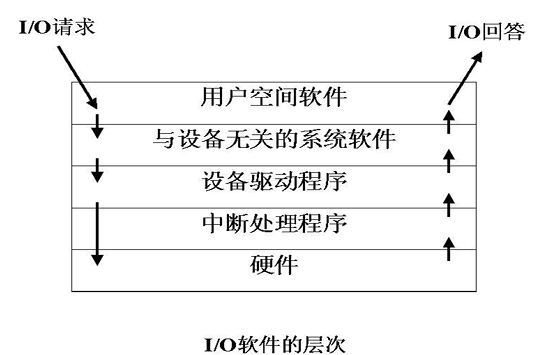 I/O请求
I/O回答
用户空间软件
与设备无关的系统软件
设备驱动程序
中断处理程序
硬件
I/O软件的层次